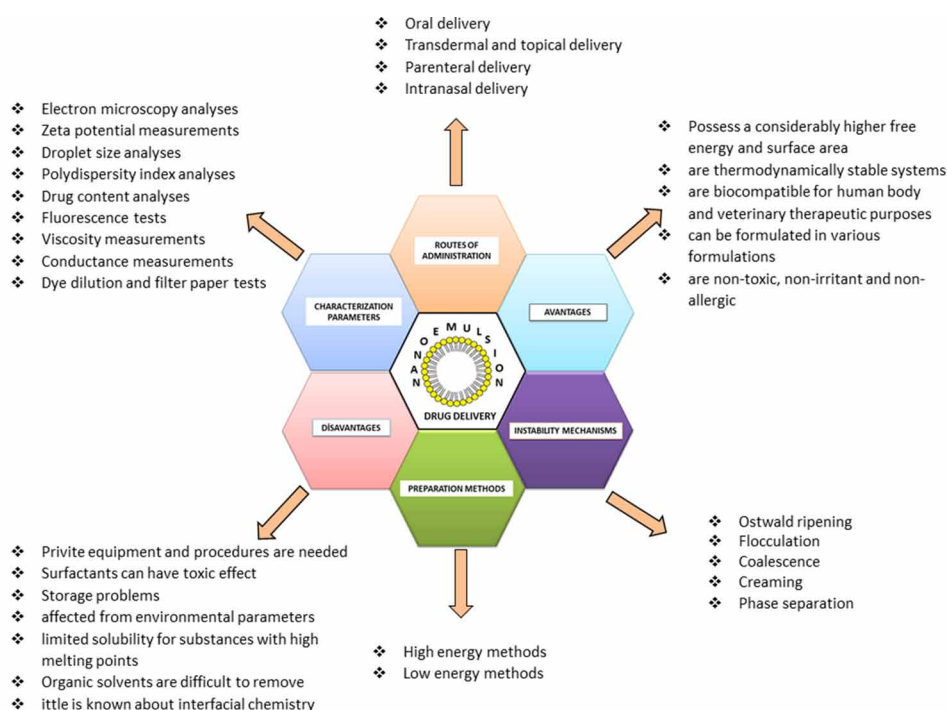 ❖ Oral delivery
❖ Transdermal and topical delivery
❖ Parenteral delivery
❖ Intranasal delivery
❖ Electron microscopy analyses
❖ Zeta potential measurements
❖ Droplet size analyses
❖ Polydispersity index analyses
❖ Drug content analyses
❖ Fluorescence tests
❖ Viscosity measurements
❖ Conductance measurements
❖ Dye dilution and filter paper tests
❖ Possess a considerably higher free
energy and surface area
❖ are thermodynamically stable systems
❖ are biocompatible for human body
and veterinary therapeutic purposes
❖ can be formulated in various
formulations
❖ are non-toxic, non-irritant and non-
allergic
ROUTES OF
ADMINISTRATION
CHARACTERIZATION
PARAMETERS
AVANTAGES
NANOEMULSION
DRUG DELIVERY
DİSAVANTAGES
INSTABILITY MECHANISMS
PREPARATION METHODS
❖ Privite equipment and procedures are needed
❖ Surfactants can have toxic effect
❖ Storage problems
❖ affected from environmental parameters
❖ limited solubility for substances with high
melting points
❖ Organic solvents are difficult to remove
❖ ittle is known about interfacial chemistry
❖ High energy methods
❖ Low energy methods
❖ Ostwald ripening
❖ Flocculation
❖ Coalescence
❖ Creaming
❖ Phase separation